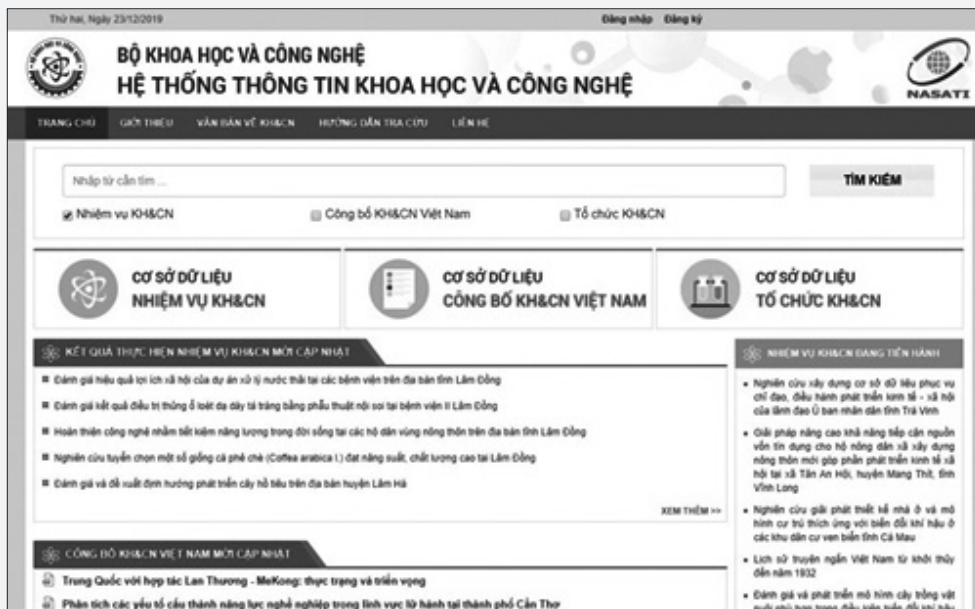 Thứ hai, Ngày 23/12/2019
Đăng nhập Đăng ký
BỘ KHOA HỌC VÀ CÔNG NGHỆ
HỆ THỐNG THÔNG TIN KHOA HỌC VÀ CÔNG NGHỆ
NASATI
TRANG CHỦ GIỚI THIỆU VĂN BẢN VỀ KH&CN HƯỚNG DẪN TRA CỨU LIÊN HỆ
Nhập từ cần tìm ...
TÌM KIẾM
Nhiệm vụ KH&CN Công bố KH&CN Việt Nam Tổ chức KH&CN
CƠ SỞ DỮ LIỆU
NHIỆM VỤ KH&CN
CƠ SỞ DỮ LIỆU
CÔNG BỐ KH&CN VIỆT NAM
CƠ SỞ DỮ LIỆU
TỔ CHỨC KH&CN
KẾT QUẢ THỰC HIỆN NHIỆM VỤ KH&CN MỚI CẬP NHẬT
Đánh giá hiệu quả lợi ích xã hội của dự án xử lý nước thải tại các bệnh viện trên địa bàn tỉnh Lâm Đồng
Đánh giá kết quả điều trị thủng ổ loét dạ dày tá tràng bằng phẫu thuật nội soi tại bệnh viện II Lâm Đồng
Hoàn thiện công nghệ nhằm tiết kiệm năng lượng trong đời sống tại các hộ dân vùng nông thôn trên địa bàn tỉnh Lâm Đồng
Nghiên cứu tuyển chọn một số giống cà phê chè (Coffea arabica l.) đạt năng suất, chất lượng cao tại Lâm Đồng
Đánh giá và đề xuất định hướng phát triển cây hồ tiêu trên địa bàn huyện Lâm Hà
XEM THÊM >>
CÔNG BỐ KH&CN VIỆT NAM MỚI CẬP NHẬT
Trung Quốc với hợp tác Lan Thương - MeKong: thực trạng và triển vọng
Phân tích các yếu tố cấu thành năng lực nghề nghiệp trong lĩnh vực lữ hành tại thành phố Cần Thơ
NHIỆM VỤ KH&CN ĐANG TIẾN HÀNH
Nghiên cứu xây dựng cơ sở dữ liệu phục vụ
chỉ đạo, điều hành phát triển kinh tế - xã hội
của lãnh đạo Ủ ban nhân dân tỉnh Trà Vinh
Giải pháp nâng cao khả năng tiếp cận nguồn
vốn tín dụng cho hộ nông dân xã xây dựng
nông thôn mới góp phần phát triển kinh tế xã
hội tại xã Tân An Hội, huyện Mang Thít, tỉnh
Vĩnh Long
Nghiên cứu giải phát thiết kế nhà ở và mô
hình cư trú thích ứng với biến đổi khí hậu ở
các khu dân cư ven biển tỉnh Cà Mau
Lịch sử truyện ngắn Việt Nam từ khởi thủy
đến năm 1932
Đánh giá và phát triển mô hình cây trồng vật